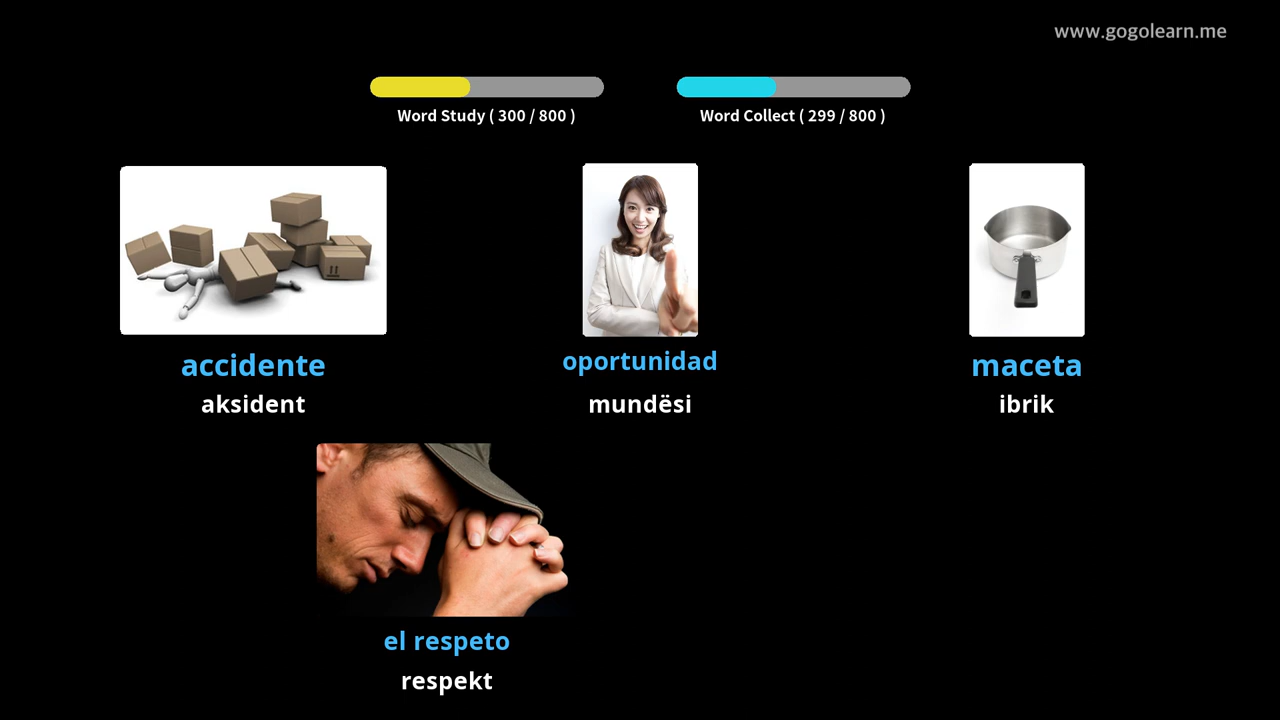 www.gogolearn.me
Word Study ( 300 / 800 )
Word Collect ( 299 / 800 )
accidente
aksident
oportunidad
mundësi
maceta
ibrik
el respeto
respekt